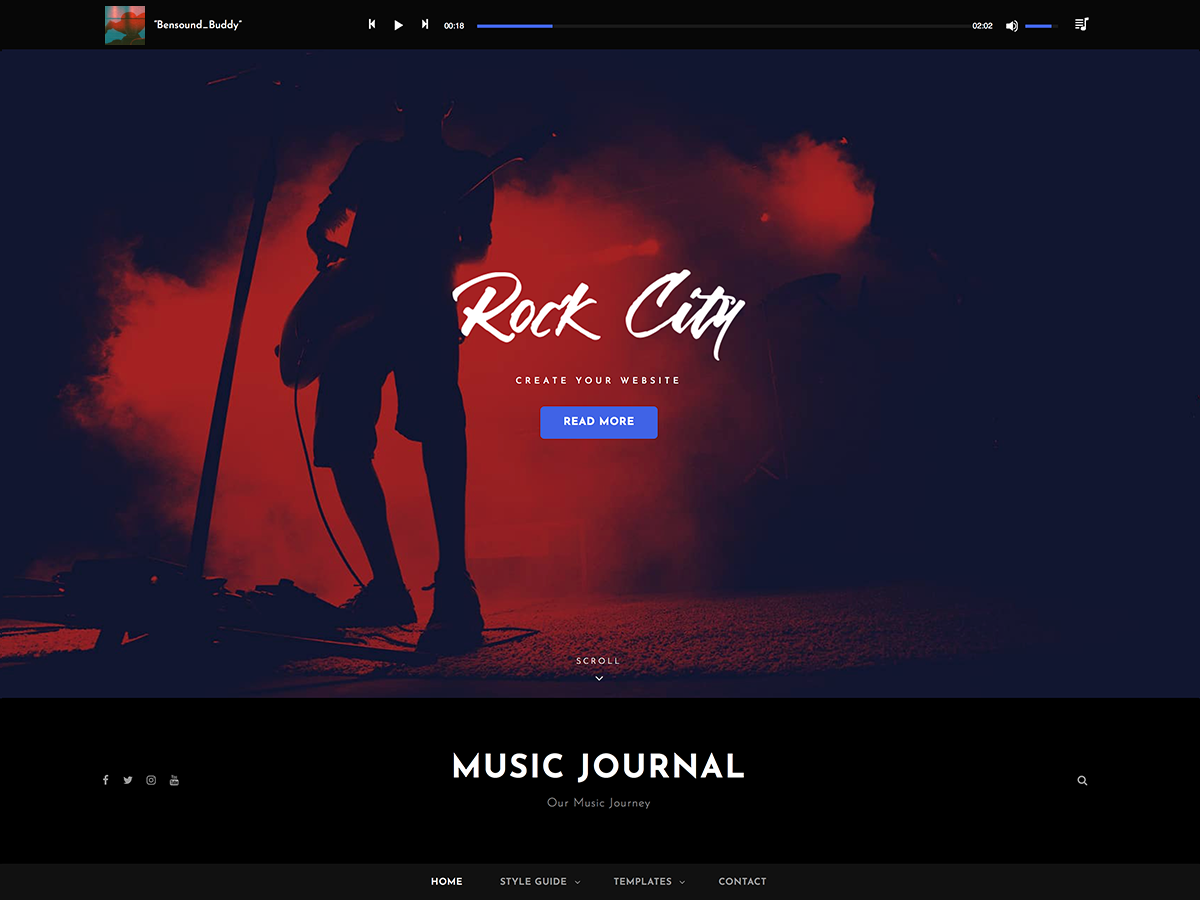 "Bensound_Buddy"
00:18
02:02
Rock City
CREATE YOUR WEBSITE
READ MORE
SCROLL
MUSIC JOURNAL
Our Music Journey
HOME
STYLE GUIDE
TEMPLATES
CONTACT